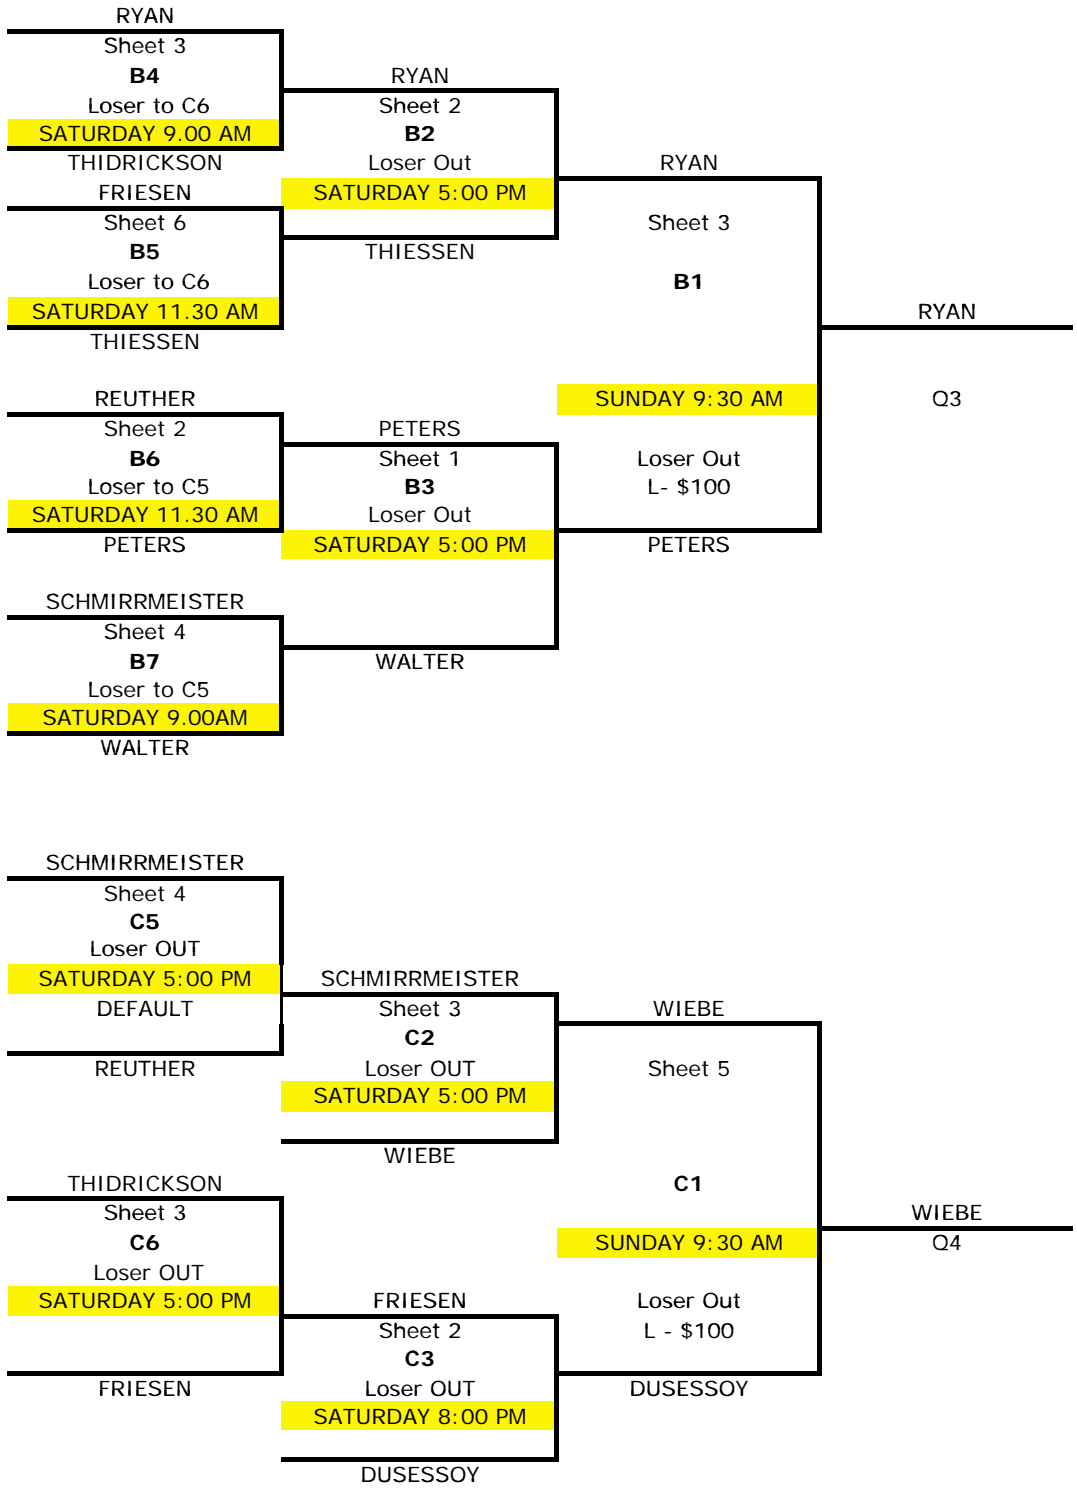 RYAN
Sheet 3
B4
Loser to C6
SATURDAY 9.00 AM
THIDRICKSON
FRIESEN
Sheet 6
B5
Loser to C6
SATURDAY 11.30 AM
THIESSEN
REUTHER
Sheet 2
B6
Loser to C5
SATURDAY 11.30 AM
PETERS
SCHMIRRMEISTER
Sheet 4
B7
Loser to C5
SATURDAY 9.00AM
WALTER
RYAN
Sheet 2
B2
Loser Out
SATURDAY 5:00 PM
THIESSEN
PETERS
Sheet 1
B3
Loser Out
SATURDAY 5:00 PM
WALTER
RYAN
Sheet 3
B1
SUNDAY 9:30 AM
Loser Out
L- $100
PETERS
RYAN
Q3
SCHMIRRMEISTER
Sheet 4
C5
Loser OUT
SATURDAY 5:00 PM
DEFAULT
REUTHER
THIDRICKSON
Sheet 3
C6
Loser OUT
SATURDAY 5:00 PM
FRIESEN
SCHMIRRMEISTER
Sheet 3
C2
Loser OUT
SATURDAY 5:00 PM
WIEBE
FRIESEN
Sheet 2
C3
Loser OUT
SATURDAY 8:00 PM
DUSESSOY
WIEBE
Sheet 5
C1
SUNDAY 9:30 AM
Loser Out
L - $100
DUSESSOY
WIEBE
Q4